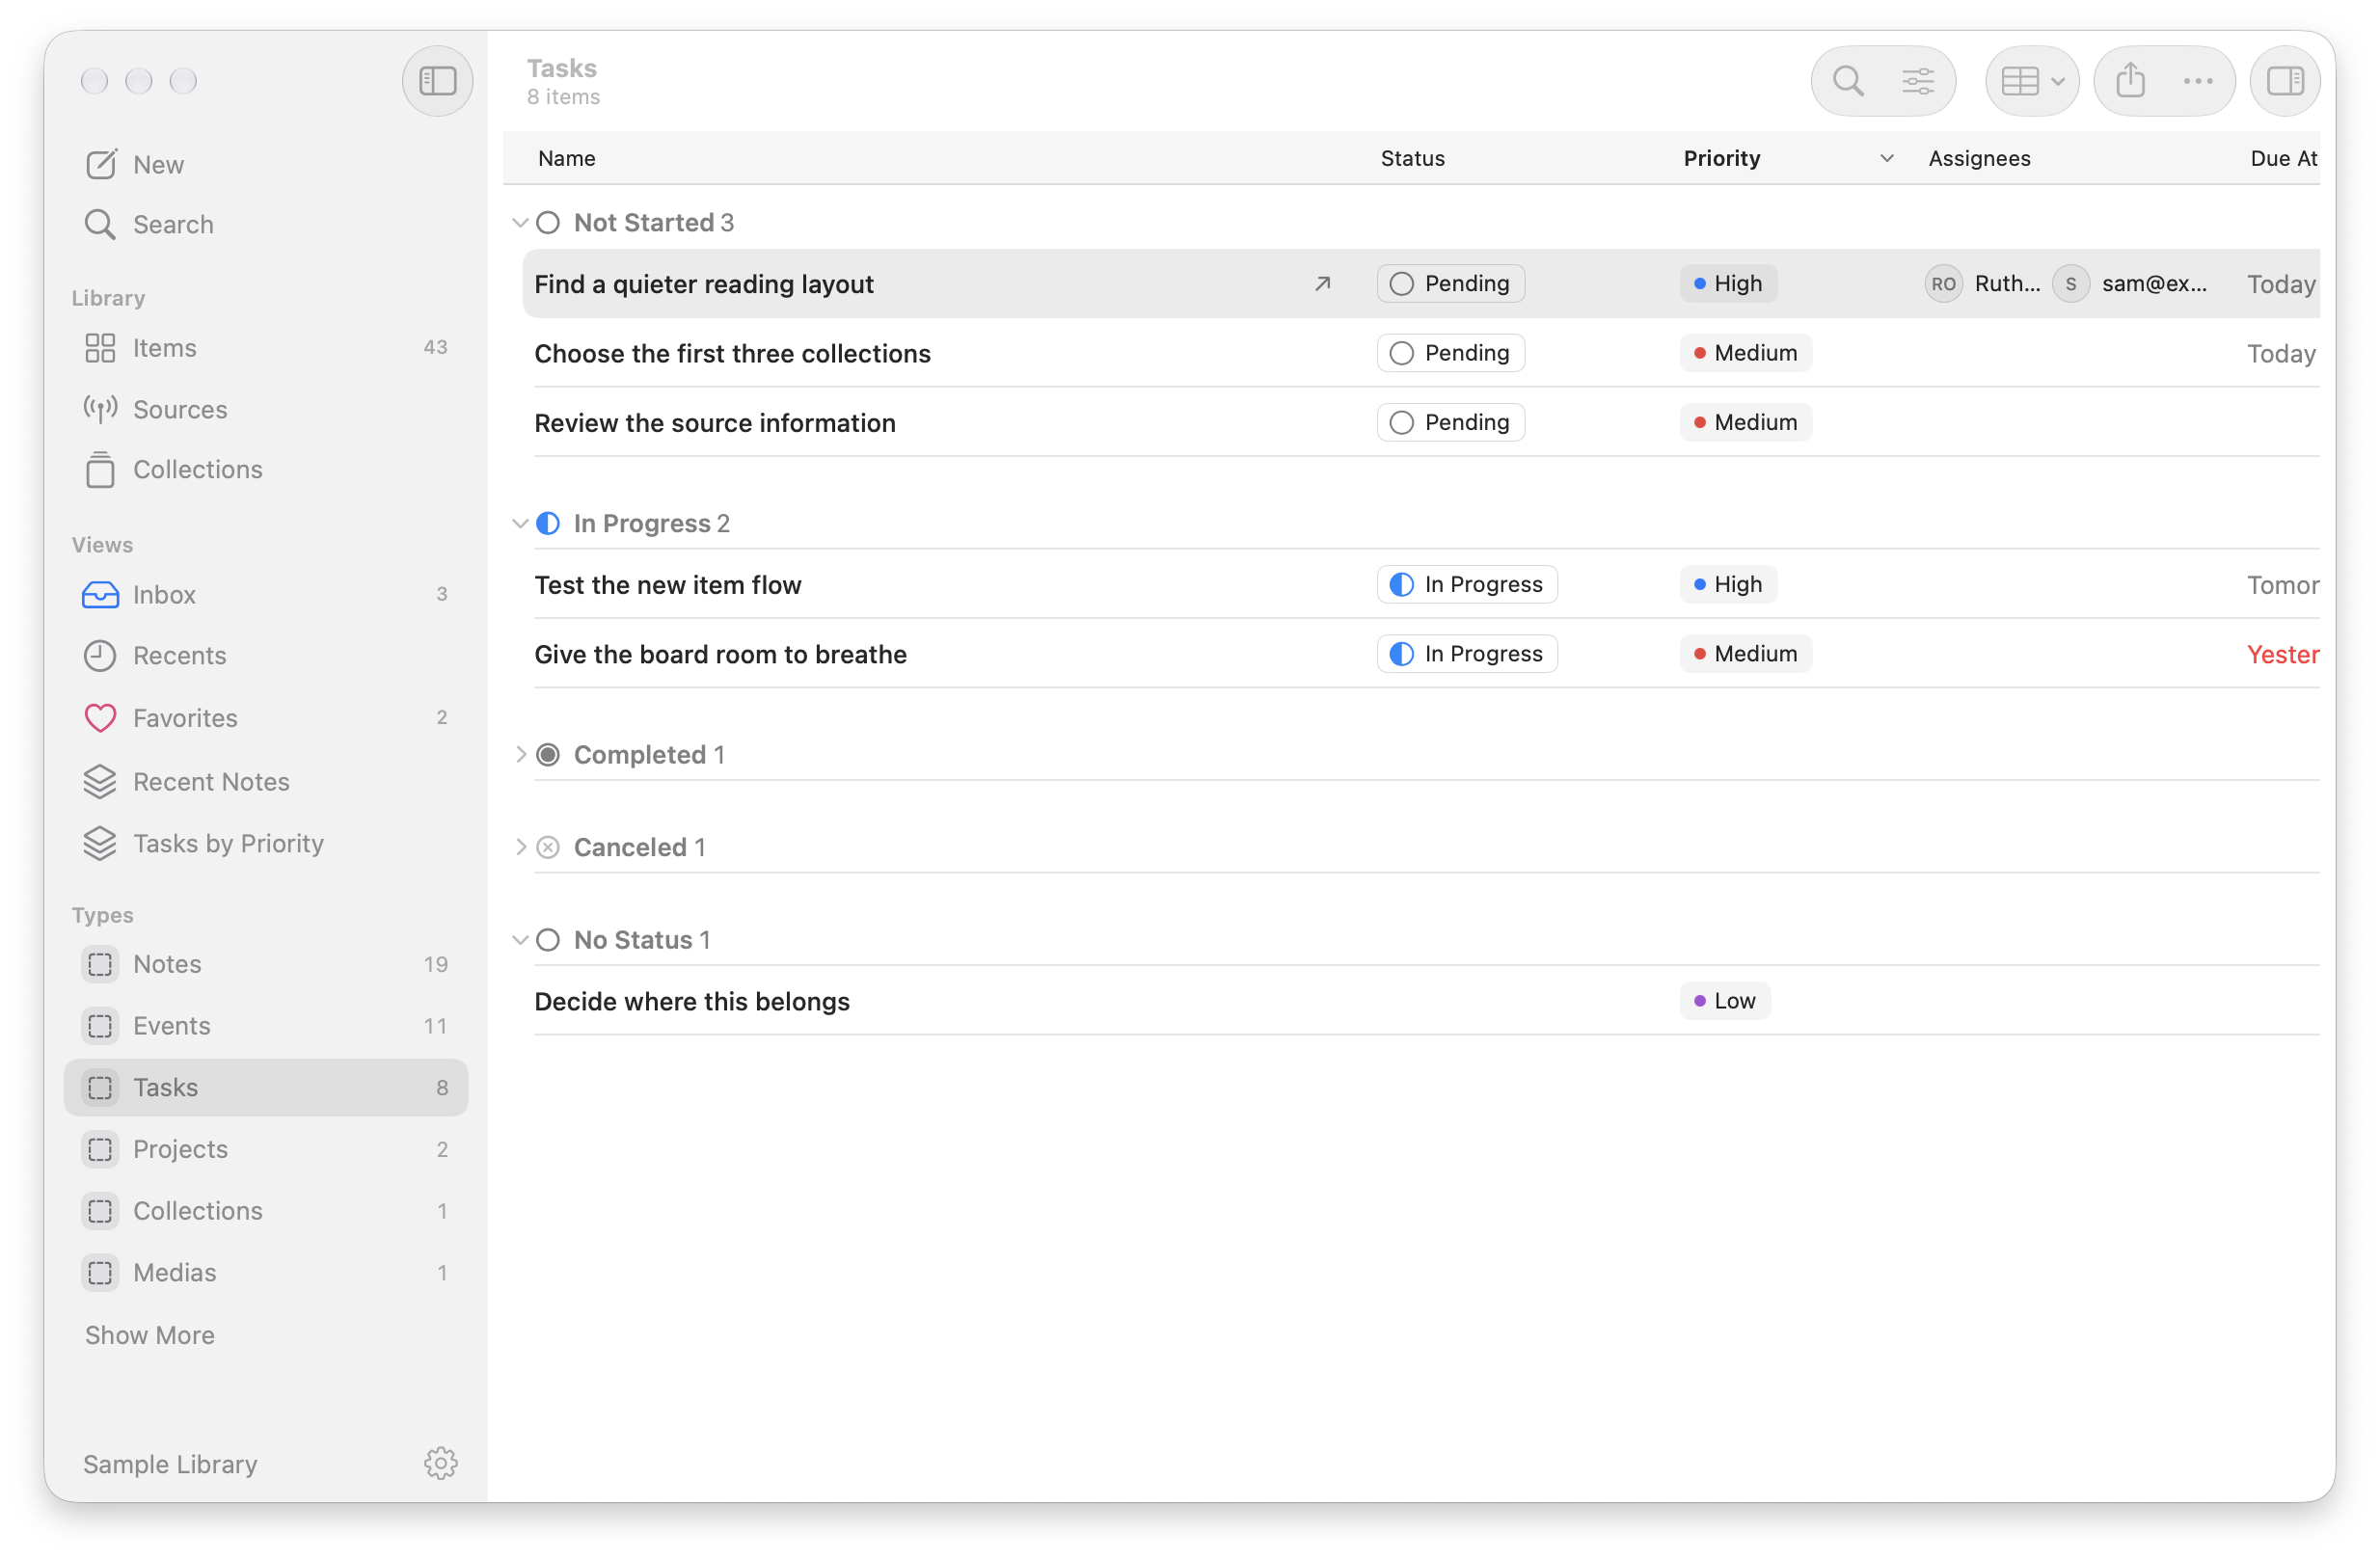 New
Search
Library
Items 43
Sources
Collections
Views
Inbox 3
Recents
Favorites 2
Recent Notes
Tasks by Priority
Types
Notes 19
Events 11
Tasks 8
Projects 2
Collections 1
Medias 1
Show More
Sample Library
Tasks
8 items
Name Status Priority Assignees Due At
Not Started 3
Find a quieter reading layout Pending High RO Ruth... S sam@ex... Today
Choose the first three collections Pending Medium Today
Review the source information Pending Medium
In Progress 2
Test the new item flow In Progress High Tomor
Give the board room to breathe In Progress Medium Yester
Completed 1
Canceled 1
No Status 1
Decide where this belongs Low